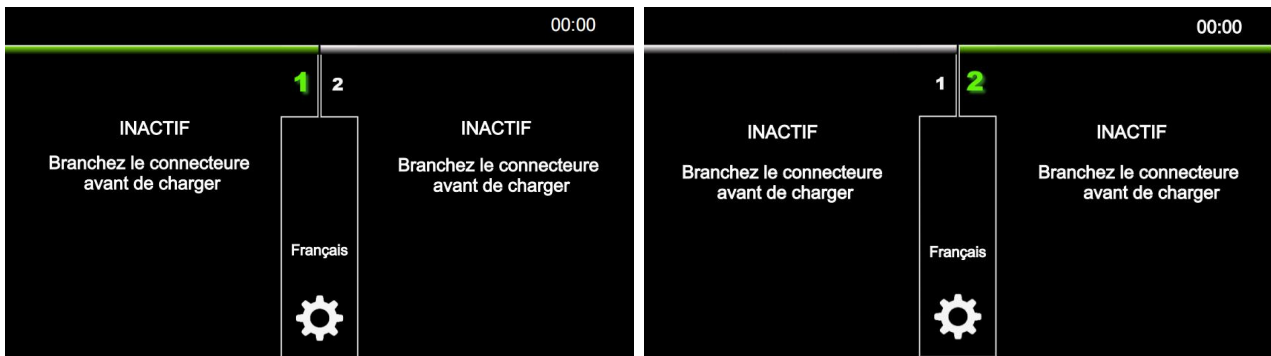 00:00
1 2
INACTIF
Branchez le connecteure
avant de charger
INACTIF
Branchez le connecteure
avant de charger
Français
00:00
1 2
INACTIF
Branchez le connecteure
avant de charger
INACTIF
Branchez le connecteure
avant de charger
Français